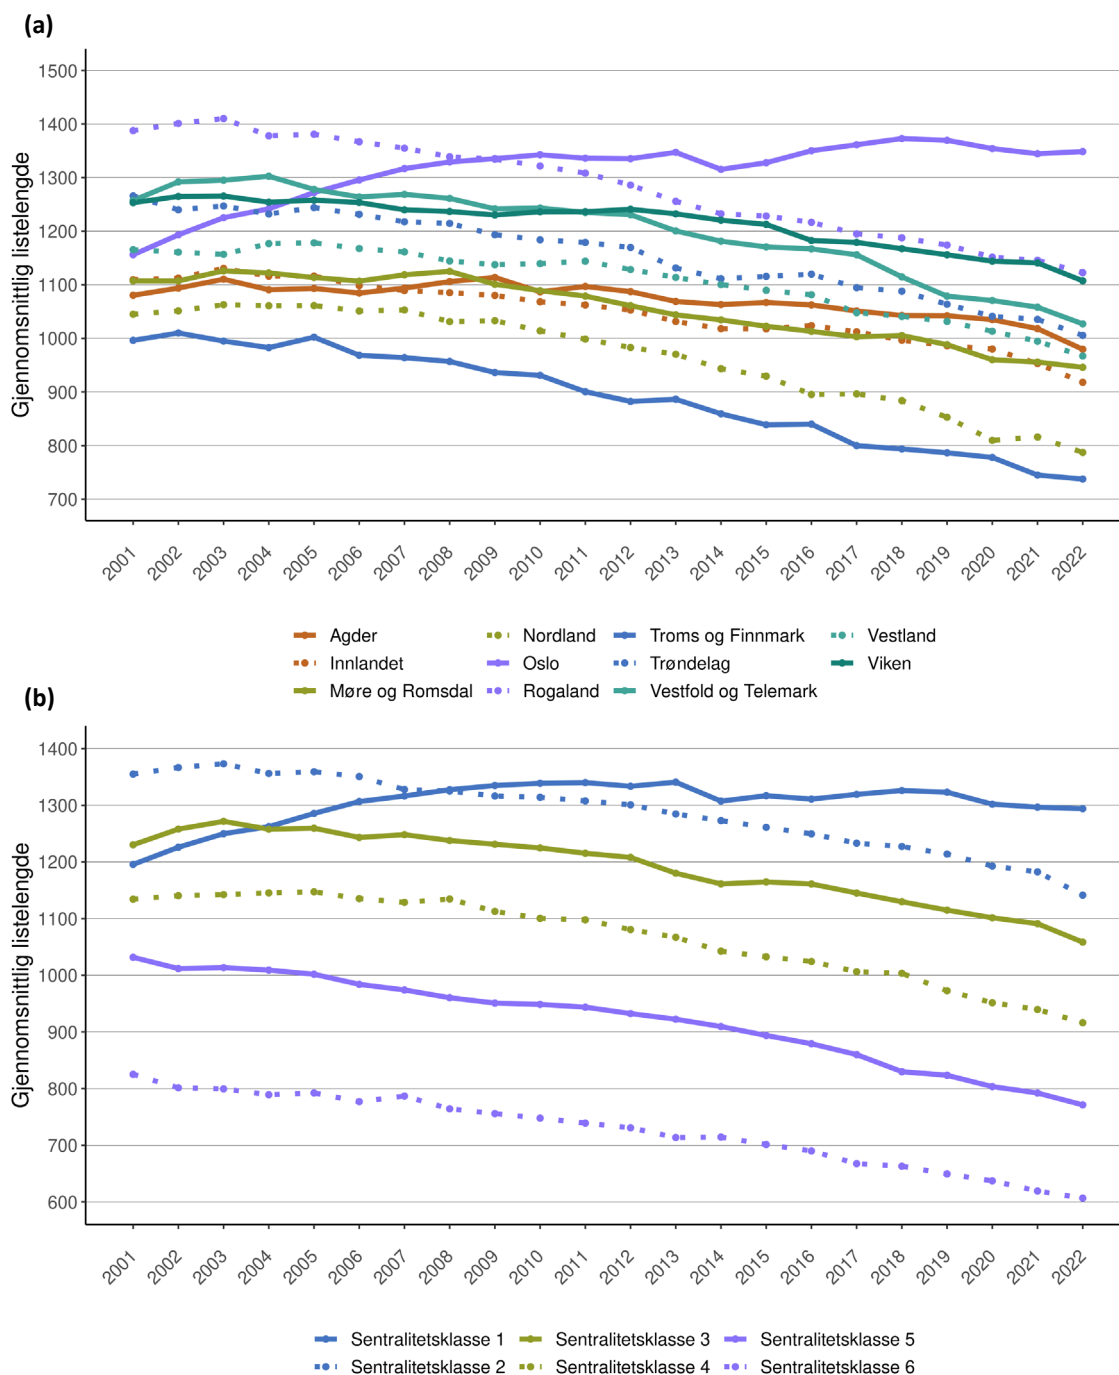 (a)
Gjennomsnittlig listelengde
1500
1400
1300
1200
1100
1000
900
800
700
2001 2002 2003 2004 2005 2006 2007 2008 2009 2010 2011 2012 2013 2014 2015 2016 2017 2018 2019 2020 2021 2022
Agder Nordland Troms og Finnmark Vestland
Innlandet Oslo Trøndelag Viken
Møre og Romsdal Rogaland Vestfold og Telemark
(b)
Gjennomsnittlig listelengde
1400
1300
1200
1100
1000
900
800
700
600
2001 2002 2003 2004 2005 2006 2007 2008 2009 2010 2011 2012 2013 2014 2015 2016 2017 2018 2019 2020 2021 2022
Sentralitetsklasse 1 Sentralitetsklasse 3 Sentralitetsklasse 5
Sentralitetsklasse 2 Sentralitetsklasse 4 Sentralitetsklasse 6